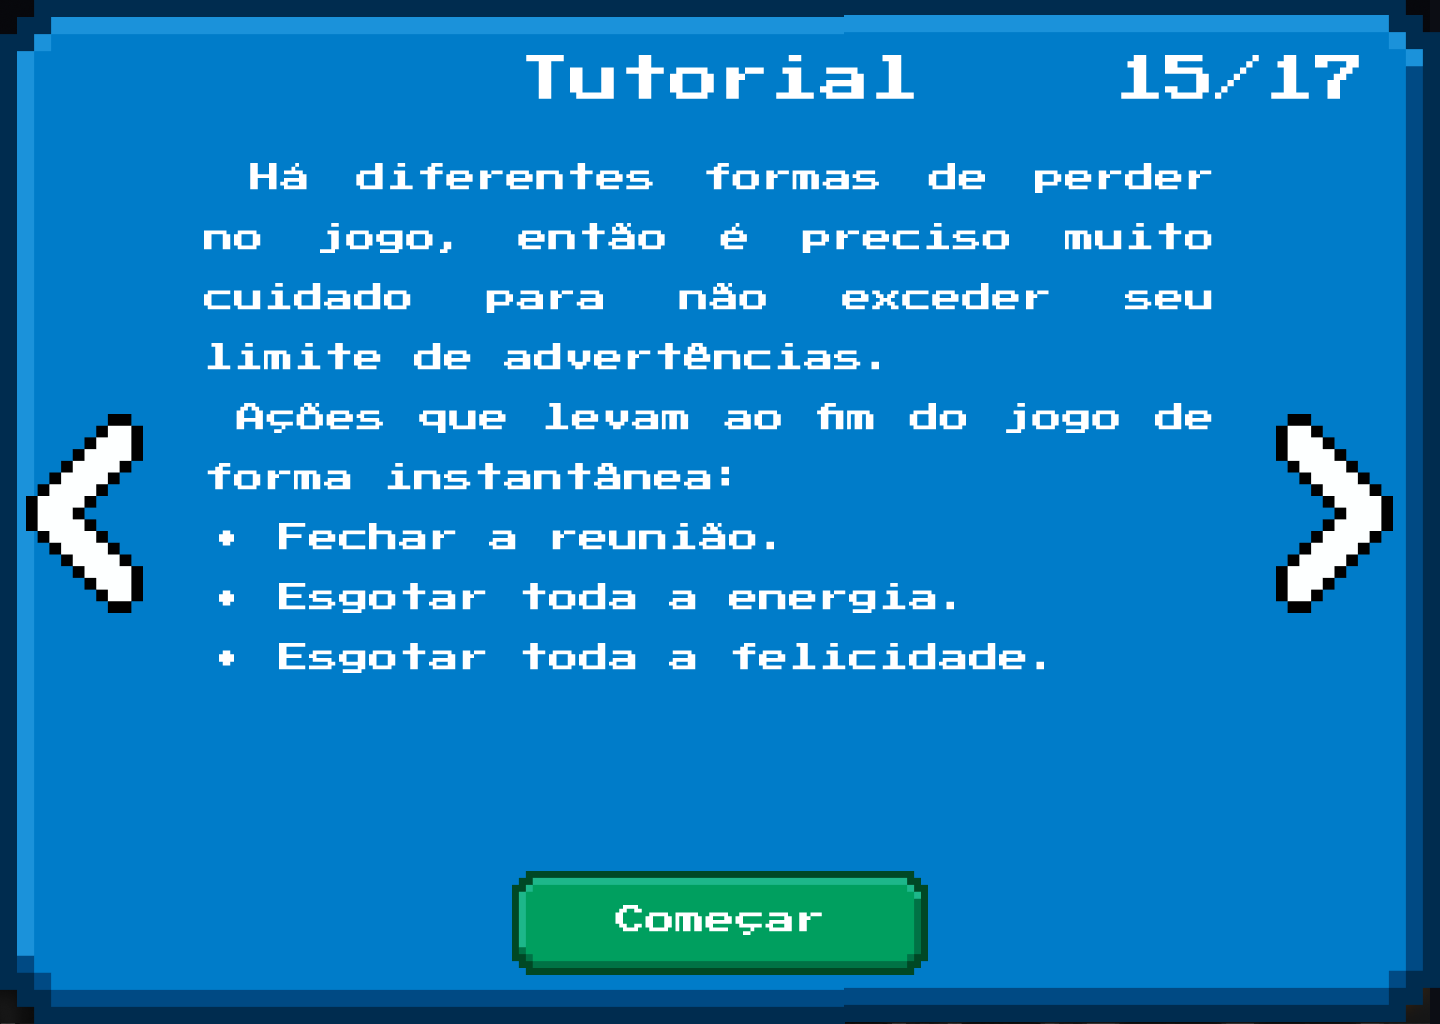 Tutorial 15/17
Há diferentes formas de perder
no jogo, então é preciso muito
cuidado para não exceder seu
limite de advertências.
Ações que levam ao fim do jogo de
forma instantânea:
• Fechar a reunião.
• Esgotar toda a energia.
• Esgotar toda a felicidade.
Começar